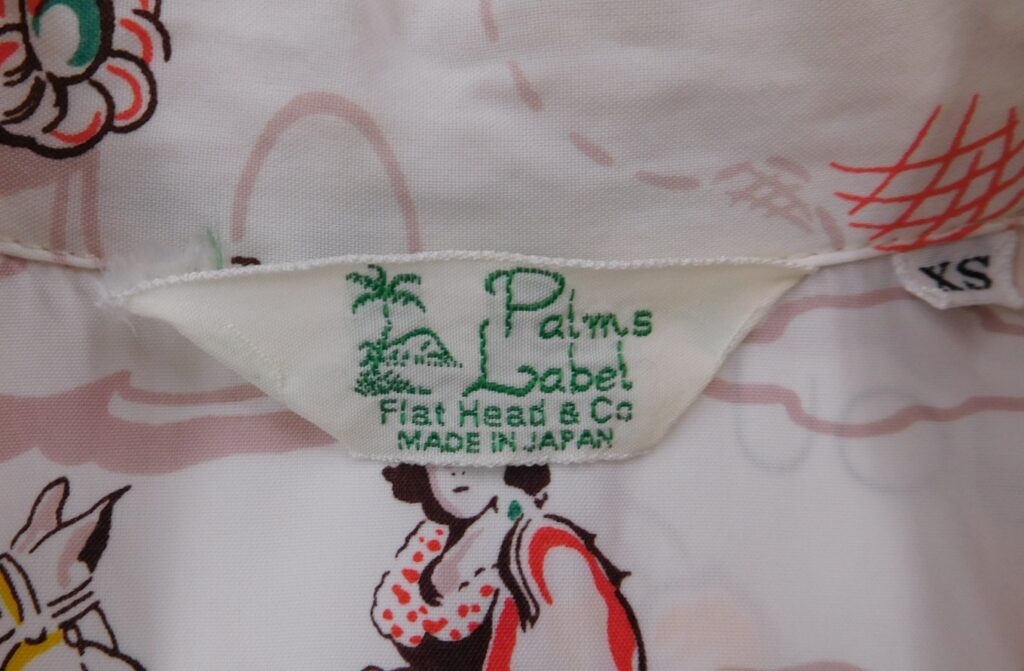 Palms
Label
Flat Head & Co
MADE IN JAPAN
XS